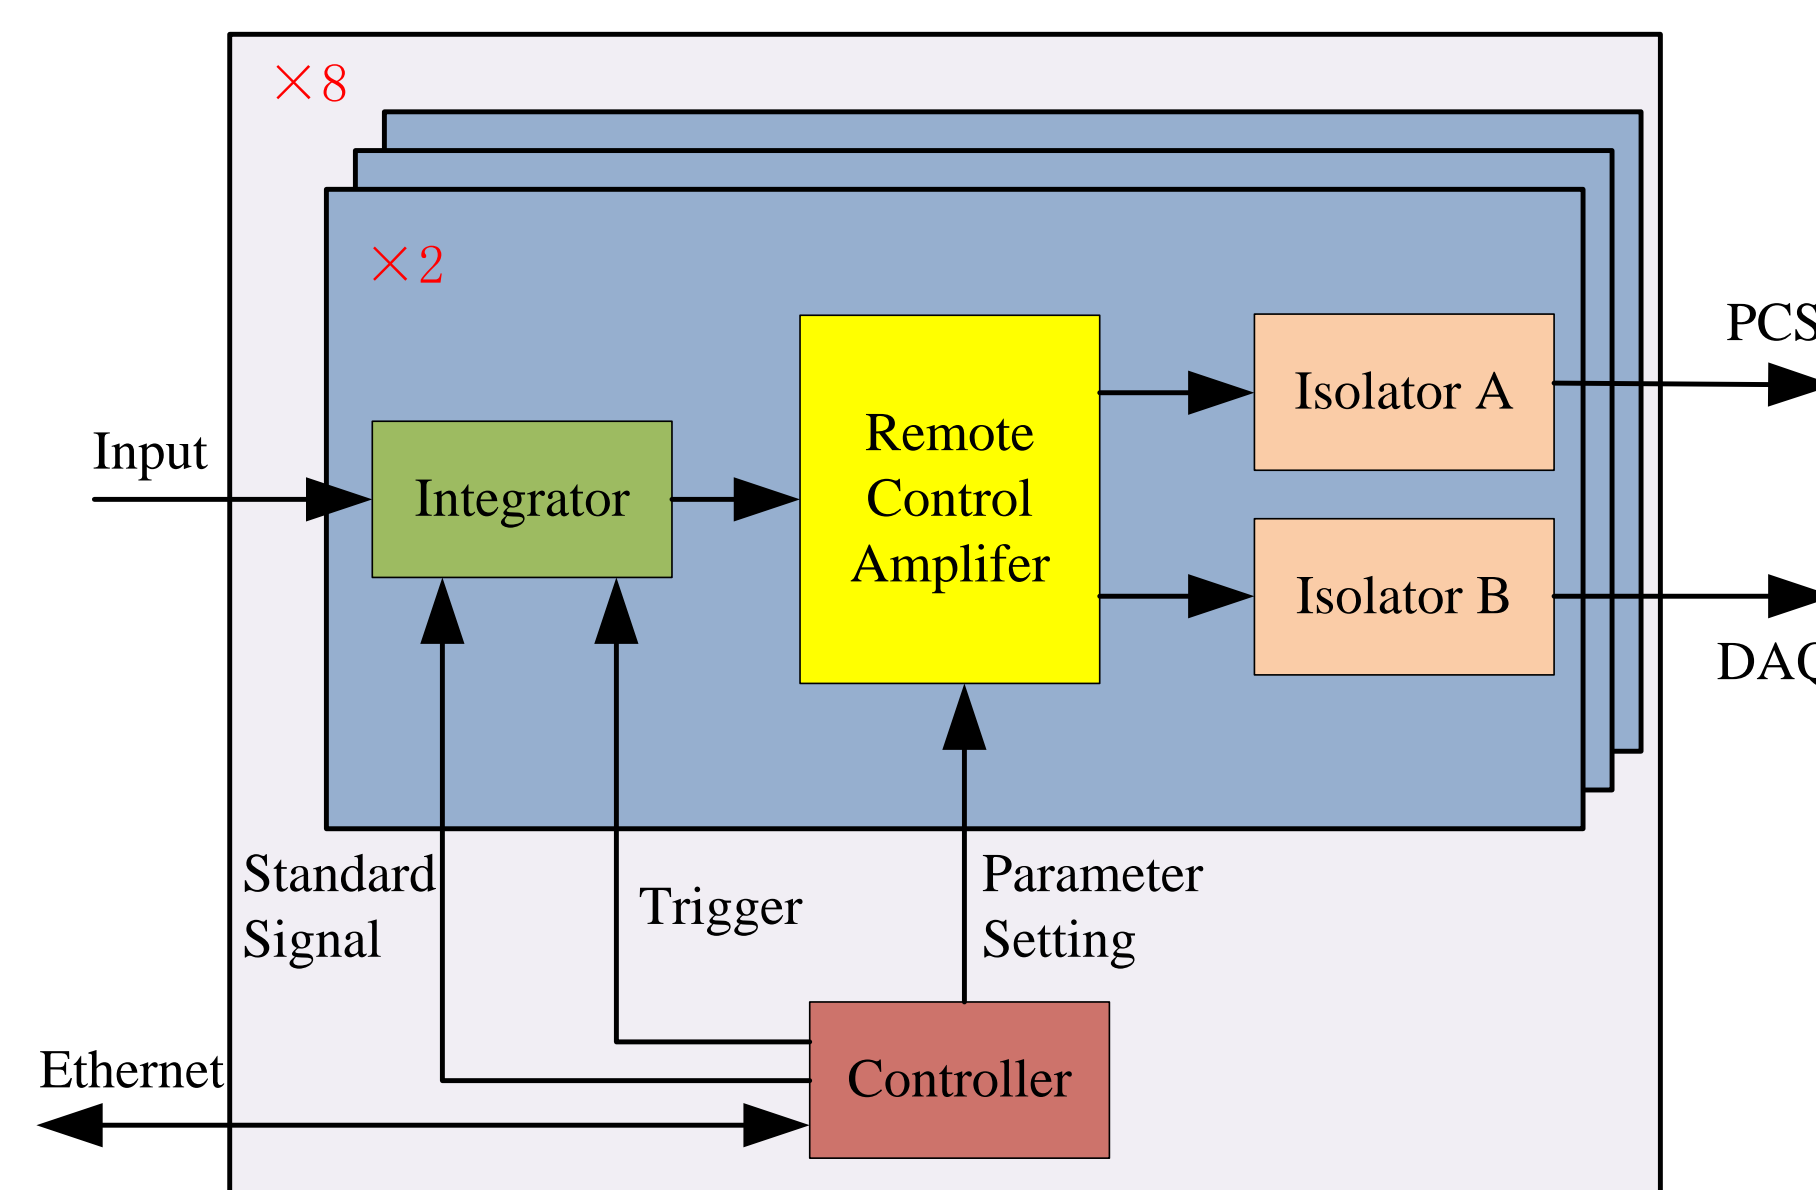 ×8
×2
PCS
Input
Integrator
Remote
Control
Amplifer
Isolator A
Isolator B
DAQ
Standard
Signal
Trigger
Parameter
Setting
Ethernet
Controller